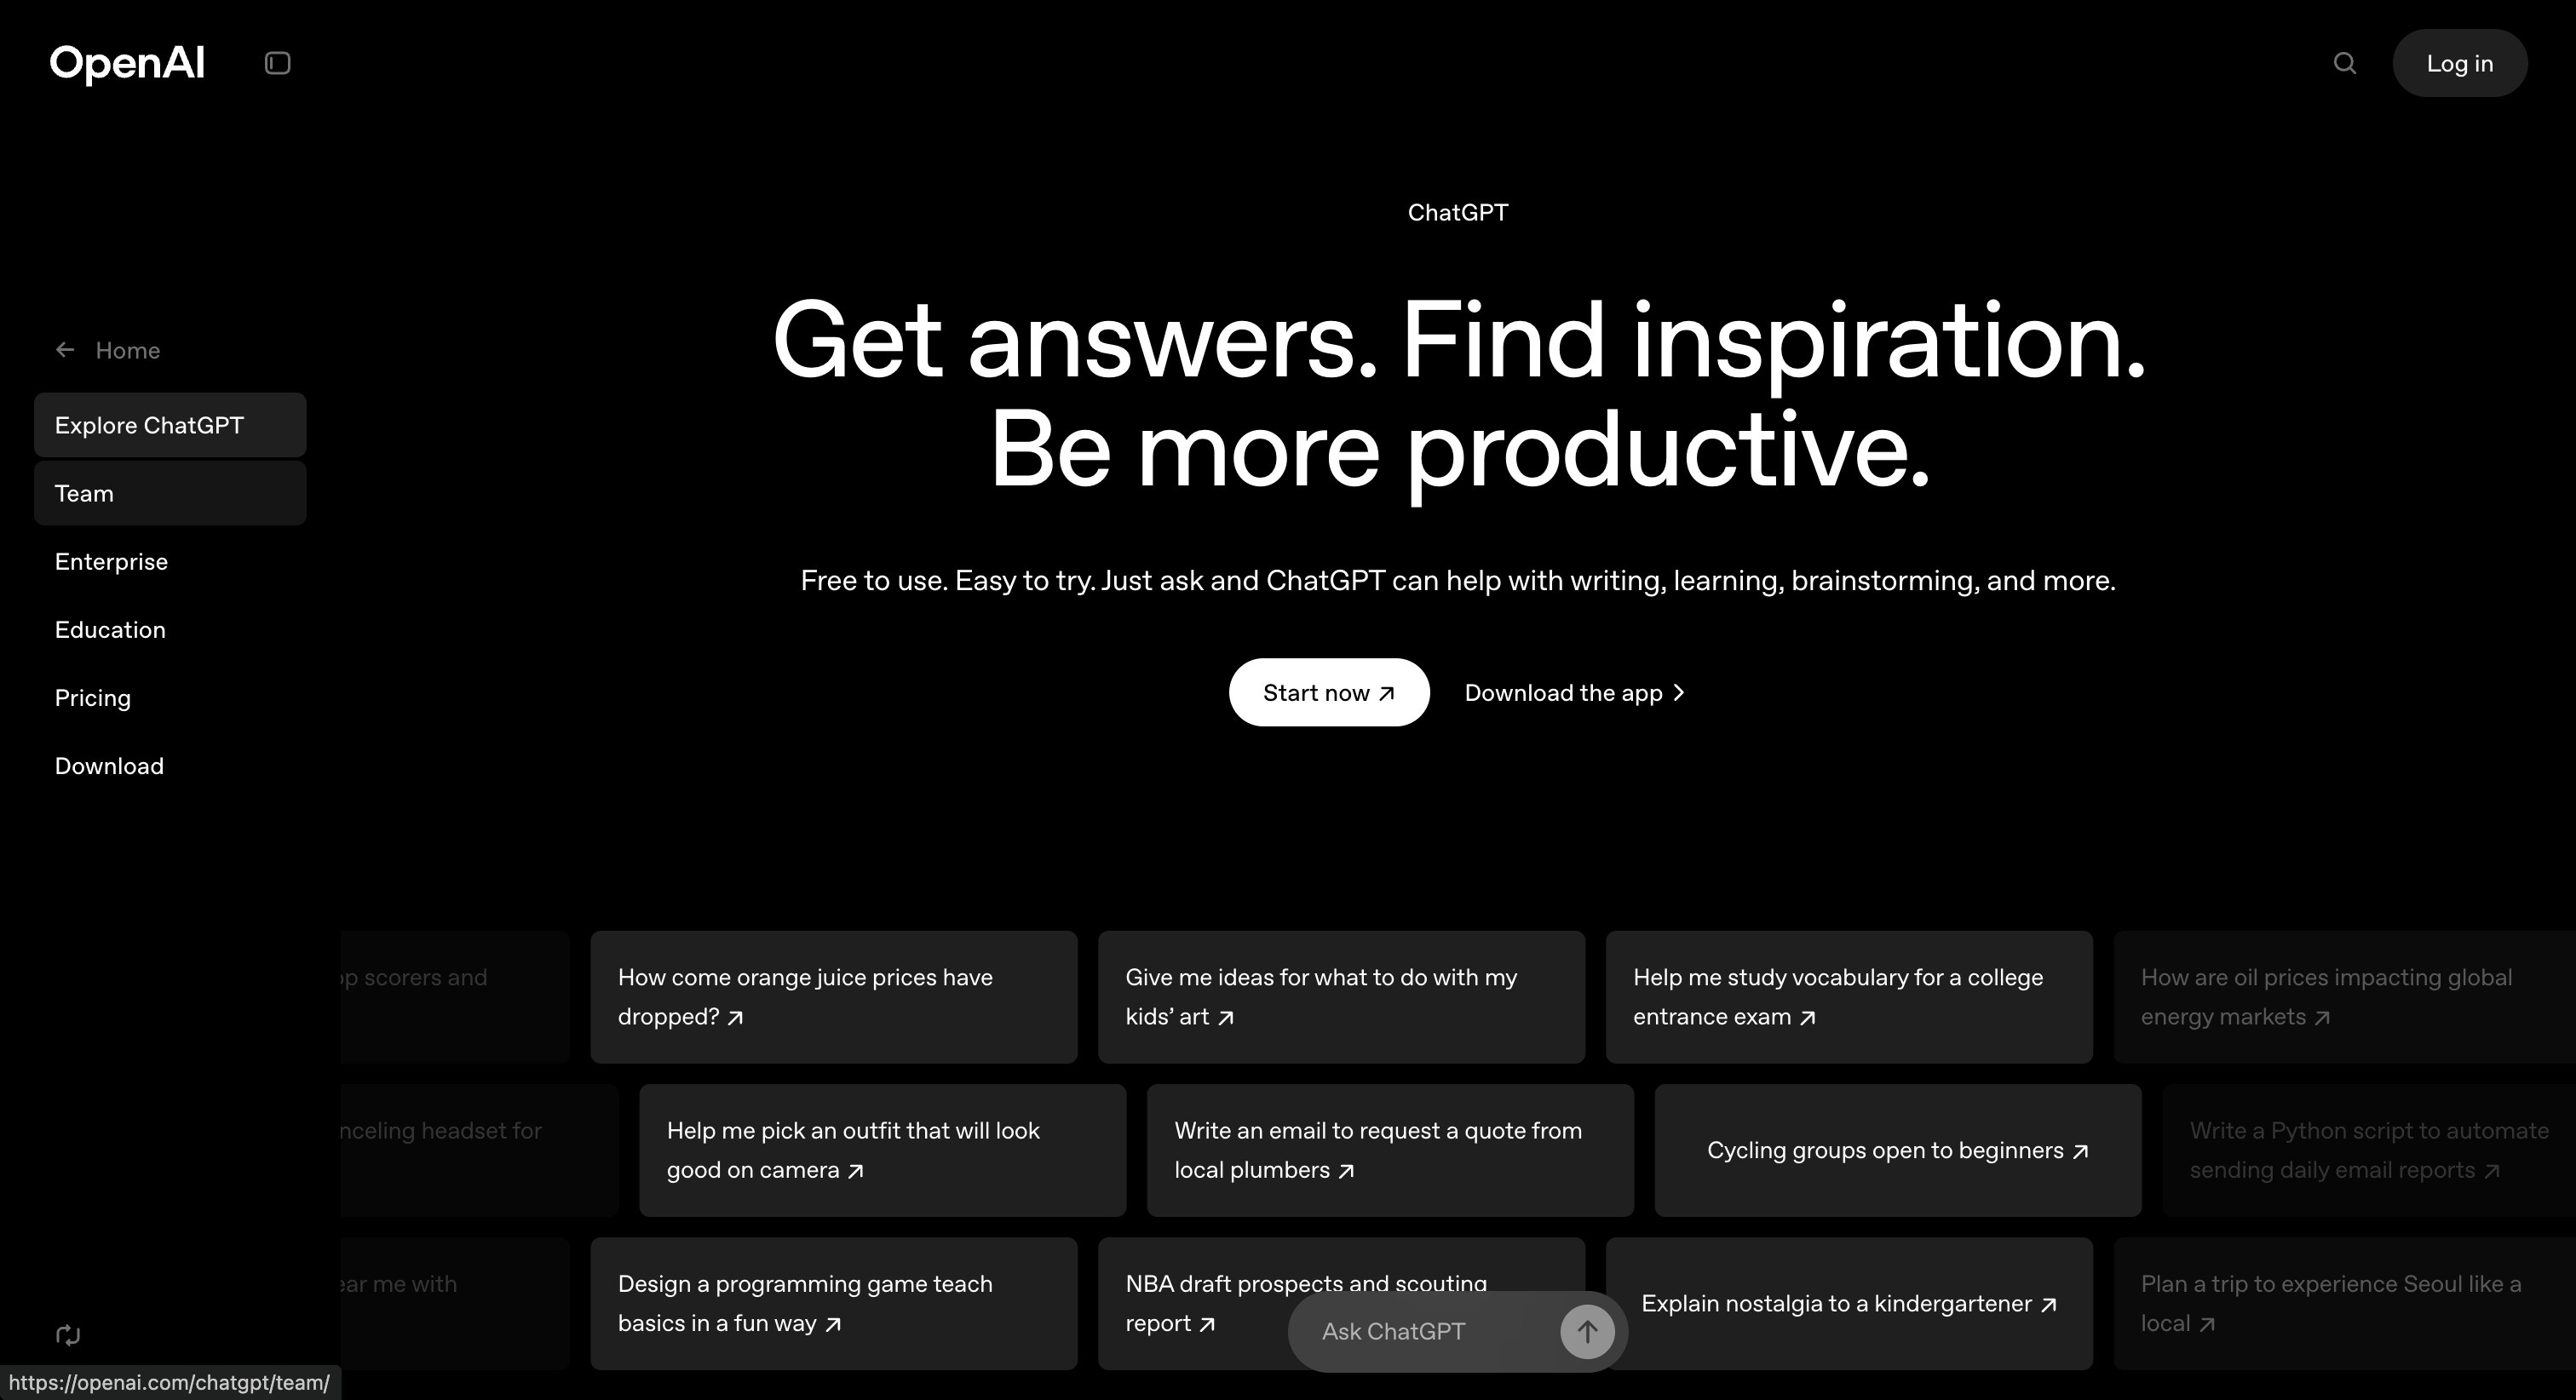 OpenAI
Log in
Home
Explore ChatGPT
Team
Enterprise
Education
Pricing
Download
ChatGPT
Get answers. Find inspiration.
Be more productive.
Free to use. Easy to try. Just ask and ChatGPT can help with writing, learning, brainstorming, and more.
Start now
Download the app
scorers and
How come orange juice prices have
dropped?
Give me ideas for what to do with my
kids’ art
Help me study vocabulary for a college
entrance exam
How are oil prices impacting global
energy markets
headset for
Help me pick an outfit that will look
good on camera
Write an email to request a quote from
local plumbers
Cycling groups open to beginners
Write a Python script to automate
sending daily email reports
me with
Design a programming game teach
basics in a fun way
NBA draft prospects and scouting
report
Explain nostalgia to a kindergartener
Plan a trip to experience Seoul like a
local
Ask ChatGPT
https://openai.com/chatgpt/team/